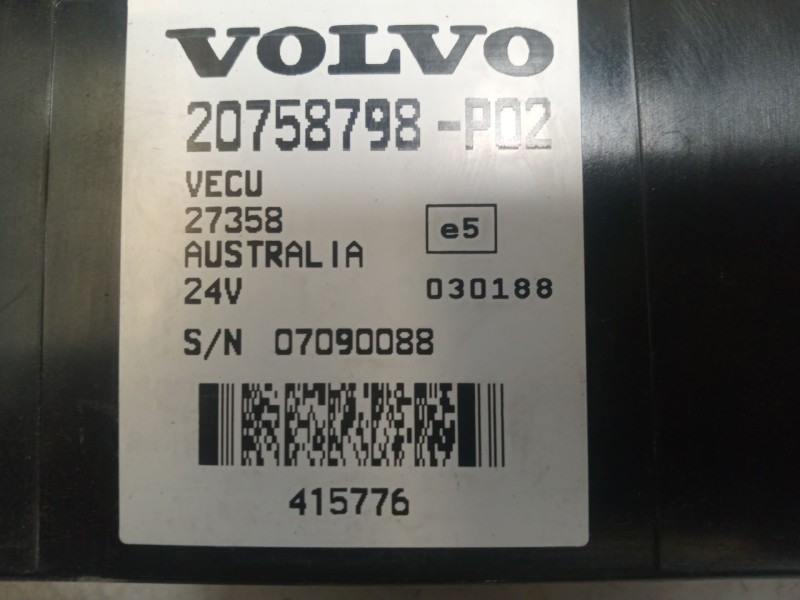 VOLVO
20758798-P02
VECU
27358
e5
AUSTRALIA
24V 030188
S/N 07090088
415776